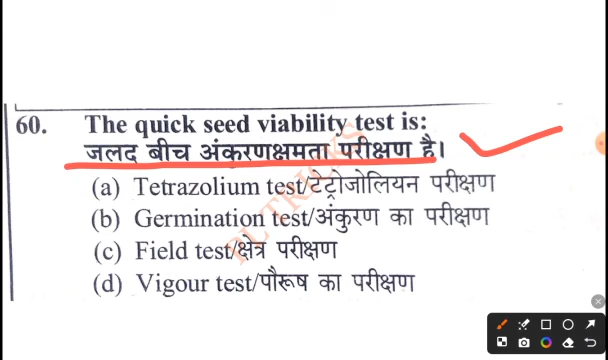 60. The quick seed viability test is:
जलद बीच अंकरणक्षमता परीक्षण है।
(a) Tetrazolium test/टेट्रोजोलियन परीक्षण
(b) Germination test/अंकुरण का परीक्षण
(c) Field test/क्षेत्र परीक्षण
(d) Vigour test/पौरूष का परीक्षण